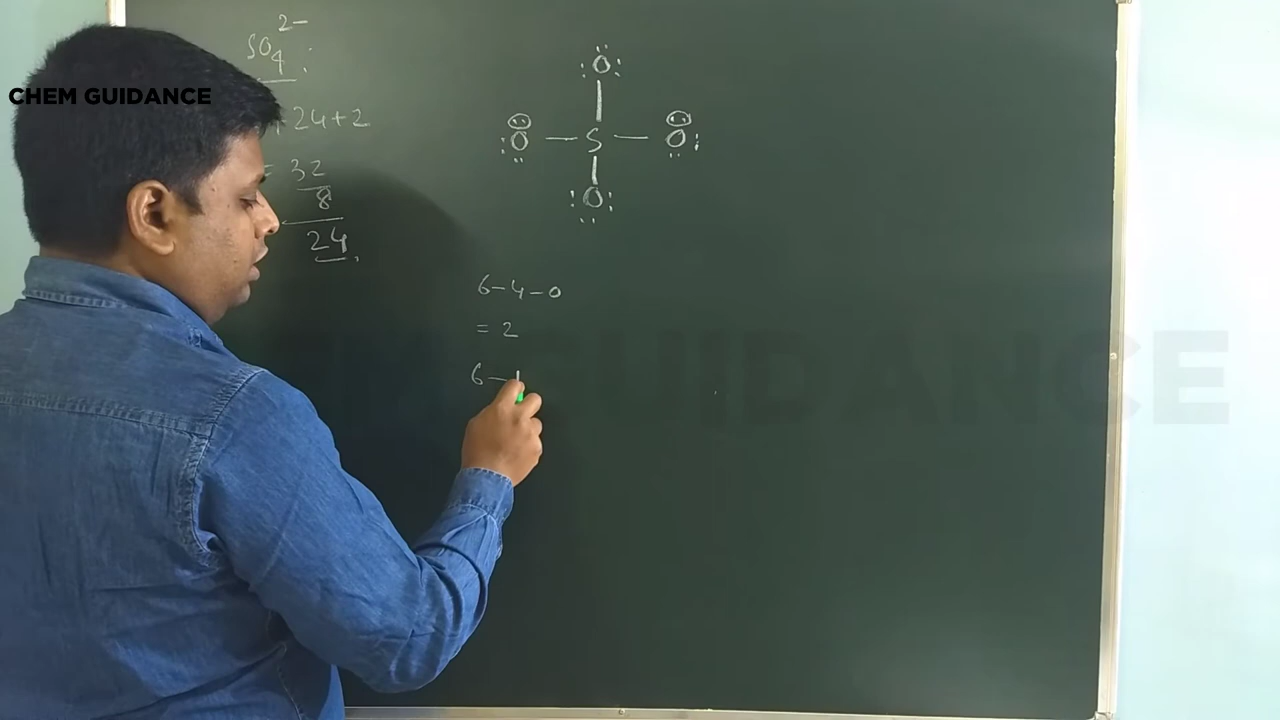 SO₄²⁻ :
CHEM GUIDANCE
+ 24 + 2
= 32
8
24
:Ö:
:Ö — S — Ö:
:O:
6 – 4 – 0
= 2
6 –